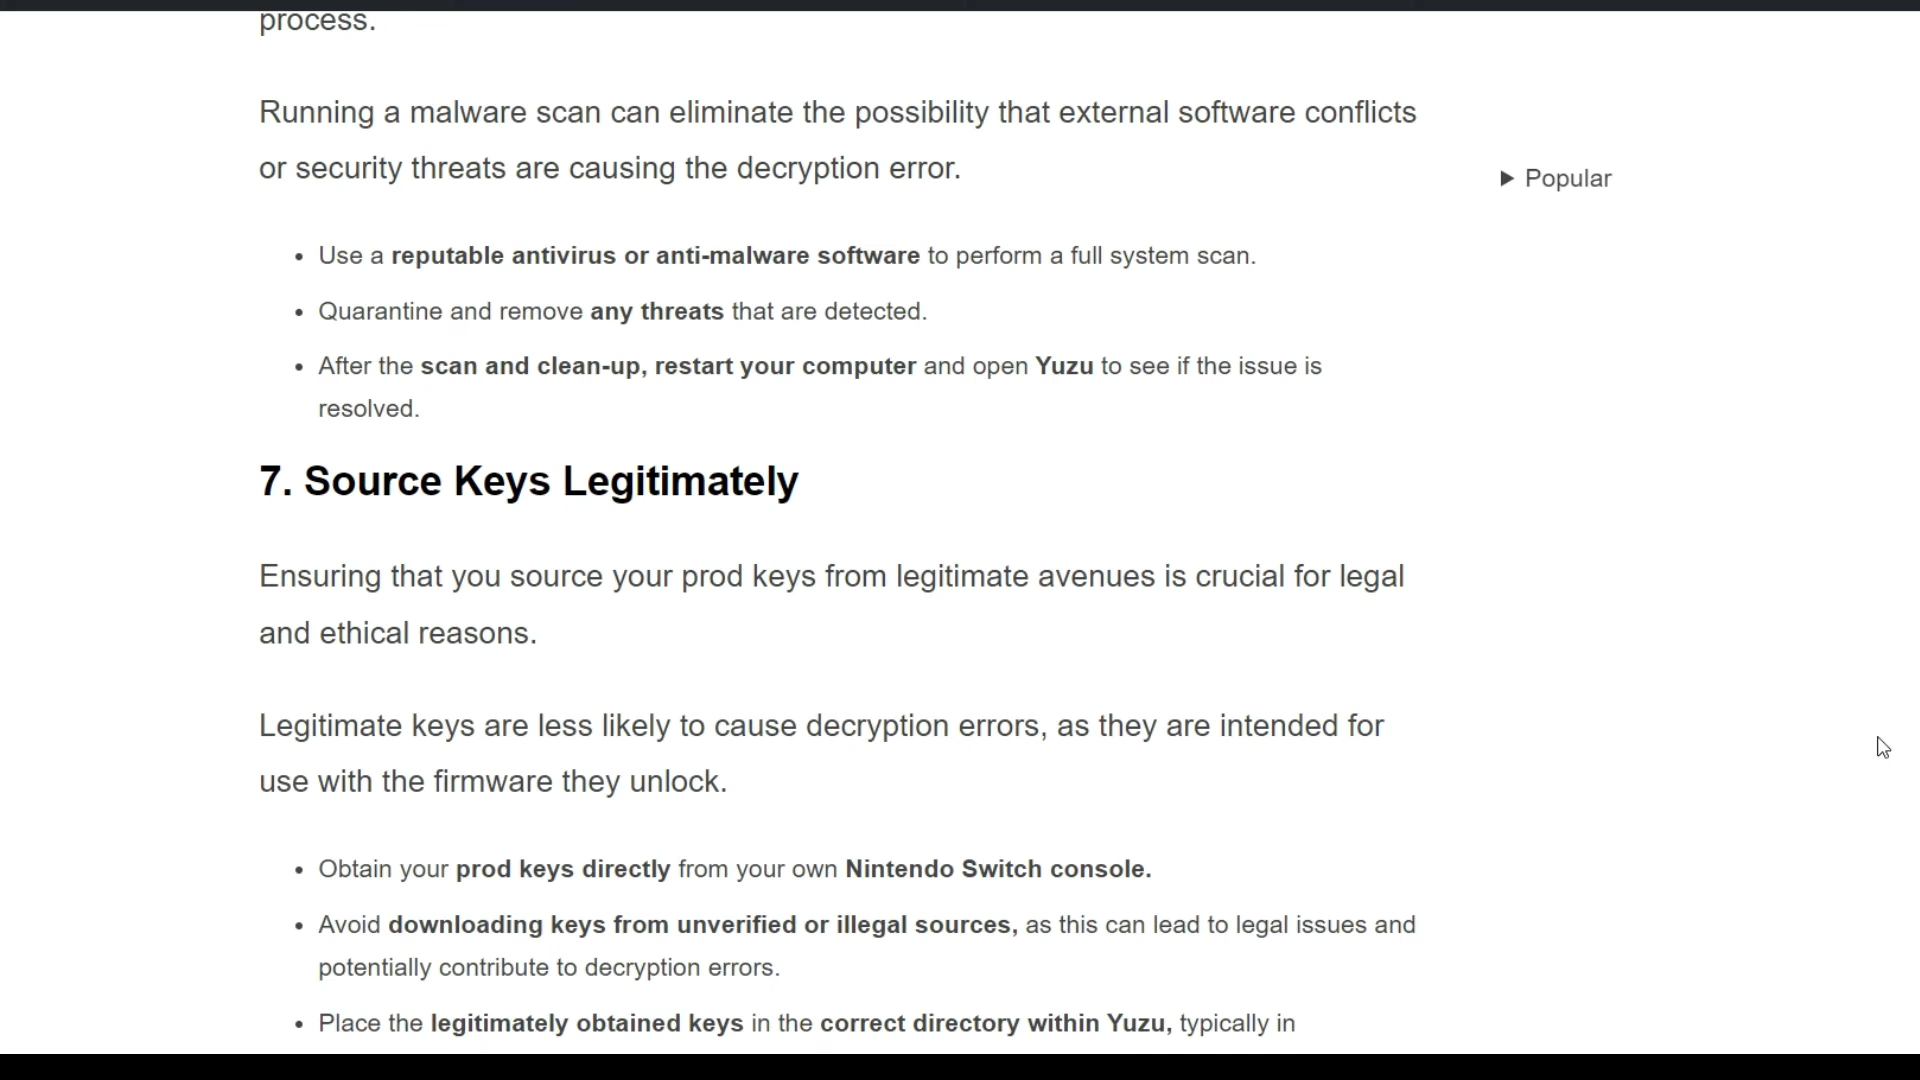 process.
Running a malware scan can eliminate the possibility that external software conflicts
or security threats are causing the decryption error.
▶ Popular
• Use a reputable antivirus or anti-malware software to perform a full system scan.
• Quarantine and remove any threats that are detected.
• After the scan and clean-up, restart your computer and open Yuzu to see if the issue is
resolved.
7. Source Keys Legitimately
Ensuring that you source your prod keys from legitimate avenues is crucial for legal
and ethical reasons.
Legitimate keys are less likely to cause decryption errors, as they are intended for
use with the firmware they unlock.
• Obtain your prod keys directly from your own Nintendo Switch console.
• Avoid downloading keys from unverified or illegal sources, as this can lead to legal issues and
potentially contribute to decryption errors.
• Place the legitimately obtained keys in the correct directory within Yuzu, typically in